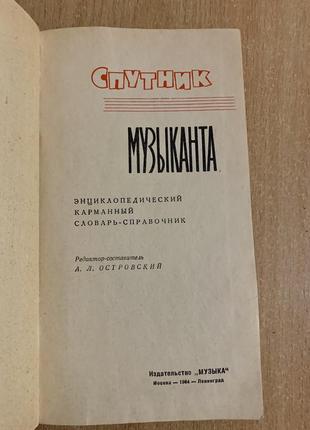 СПУТНИК
МУЗЫКАНТА
ЭНЦИКЛОПЕДИЧЕСКИЙ
КАРМАННЫЙ
СЛОВАРЬ-СПРАВОЧНИК
Редактор-составитель
А. Л. ОСТРОВСКИЙ
Издательство „МУЗЫКА"
Москва — 1964 — Ленинград